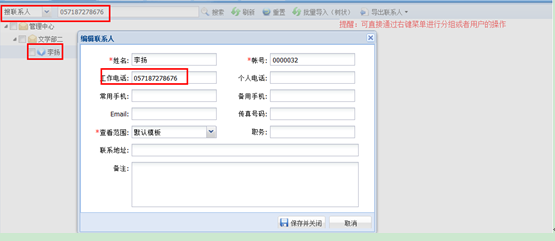 搜联系人 057187278676 搜索 刷新 重置 批量导入（树状） 导出联系人
提醒：可直接通过右键菜单进行分组或者用户的操作
管理中心
文学部二
李扬
编辑联系人
*姓名: 李扬 *帐号: 0000032
工作电话: 057187278676 个人电话:
常用手机: 备用手机:
Email: 传真号码:
*查看范围: 默认模板 职务:
联系地址:
备注:
保存并关闭 取消